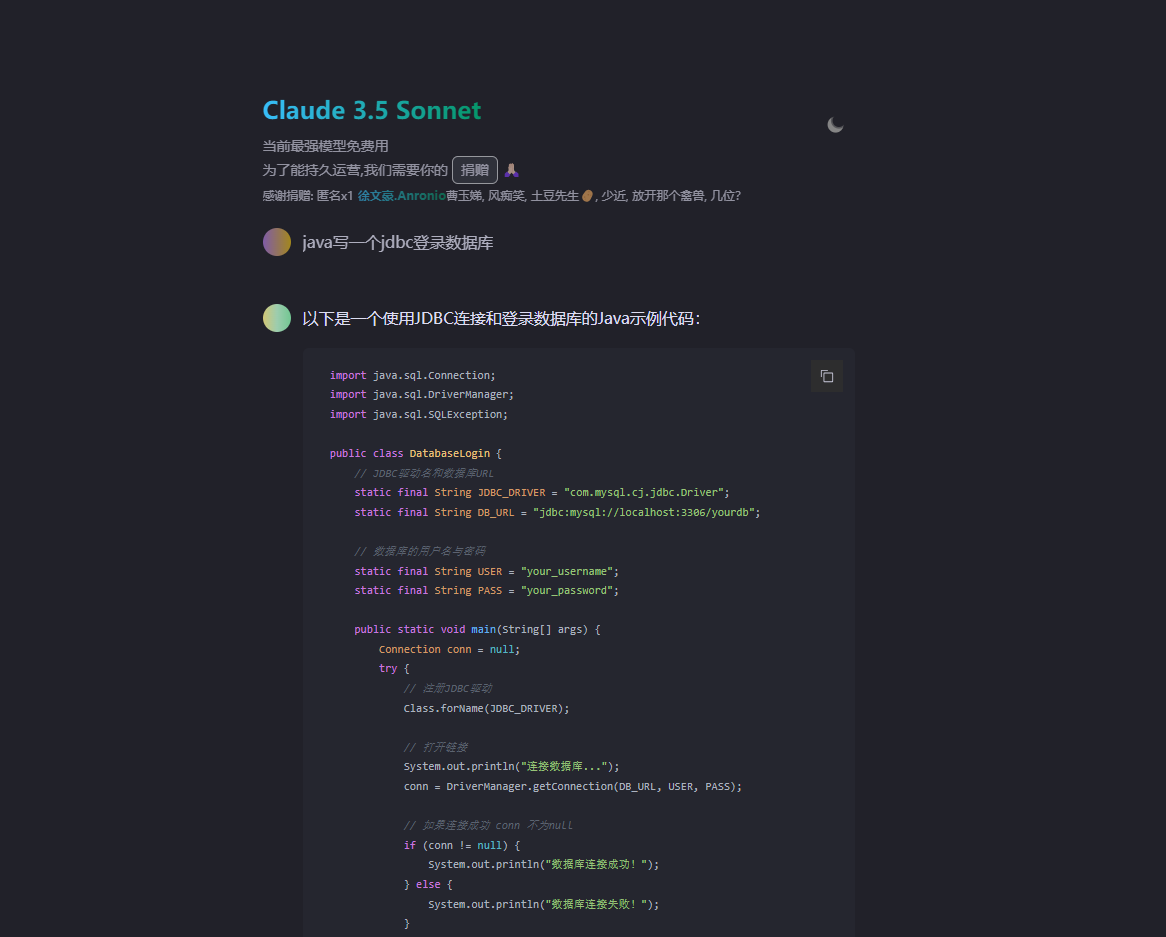 Claude 3.5 Sonnet
当前最强模型免费用
为了能持久运营,我们需要你的 捐赠 🙏
感谢捐赠: 匿名x1 徐文豪.Anronio曹玉娣, 风痴笑, 土豆先生🥔, 少近, 放开那个禽兽, 几位?
java写一个jdbc登录数据库
以下是一个使用JDBC连接和登录数据库的Java示例代码：
import java.sql.Connection;
import java.sql.DriverManager;
import java.sql.SQLException;
public class DatabaseLogin {
// JDBC驱动名和数据库URL
static final String JDBC_DRIVER = "com.mysql.cj.jdbc.Driver";
static final String DB_URL = "jdbc:mysql://localhost:3306/yourdb";
// 数据库的用户名与密码
static final String USER = "your_username";
static final String PASS = "your_password";
public static void main(String[] args) {
Connection conn = null;
try {
// 注册JDBC驱动
Class.forName(JDBC_DRIVER);
// 打开链接
System.out.println("连接数据库...");
conn = DriverManager.getConnection(DB_URL, USER, PASS);
// 如果连接成功 conn 不为null
if (conn != null) {
System.out.println("数据库连接成功！");
} else {
System.out.println("数据库连接失败！");
}